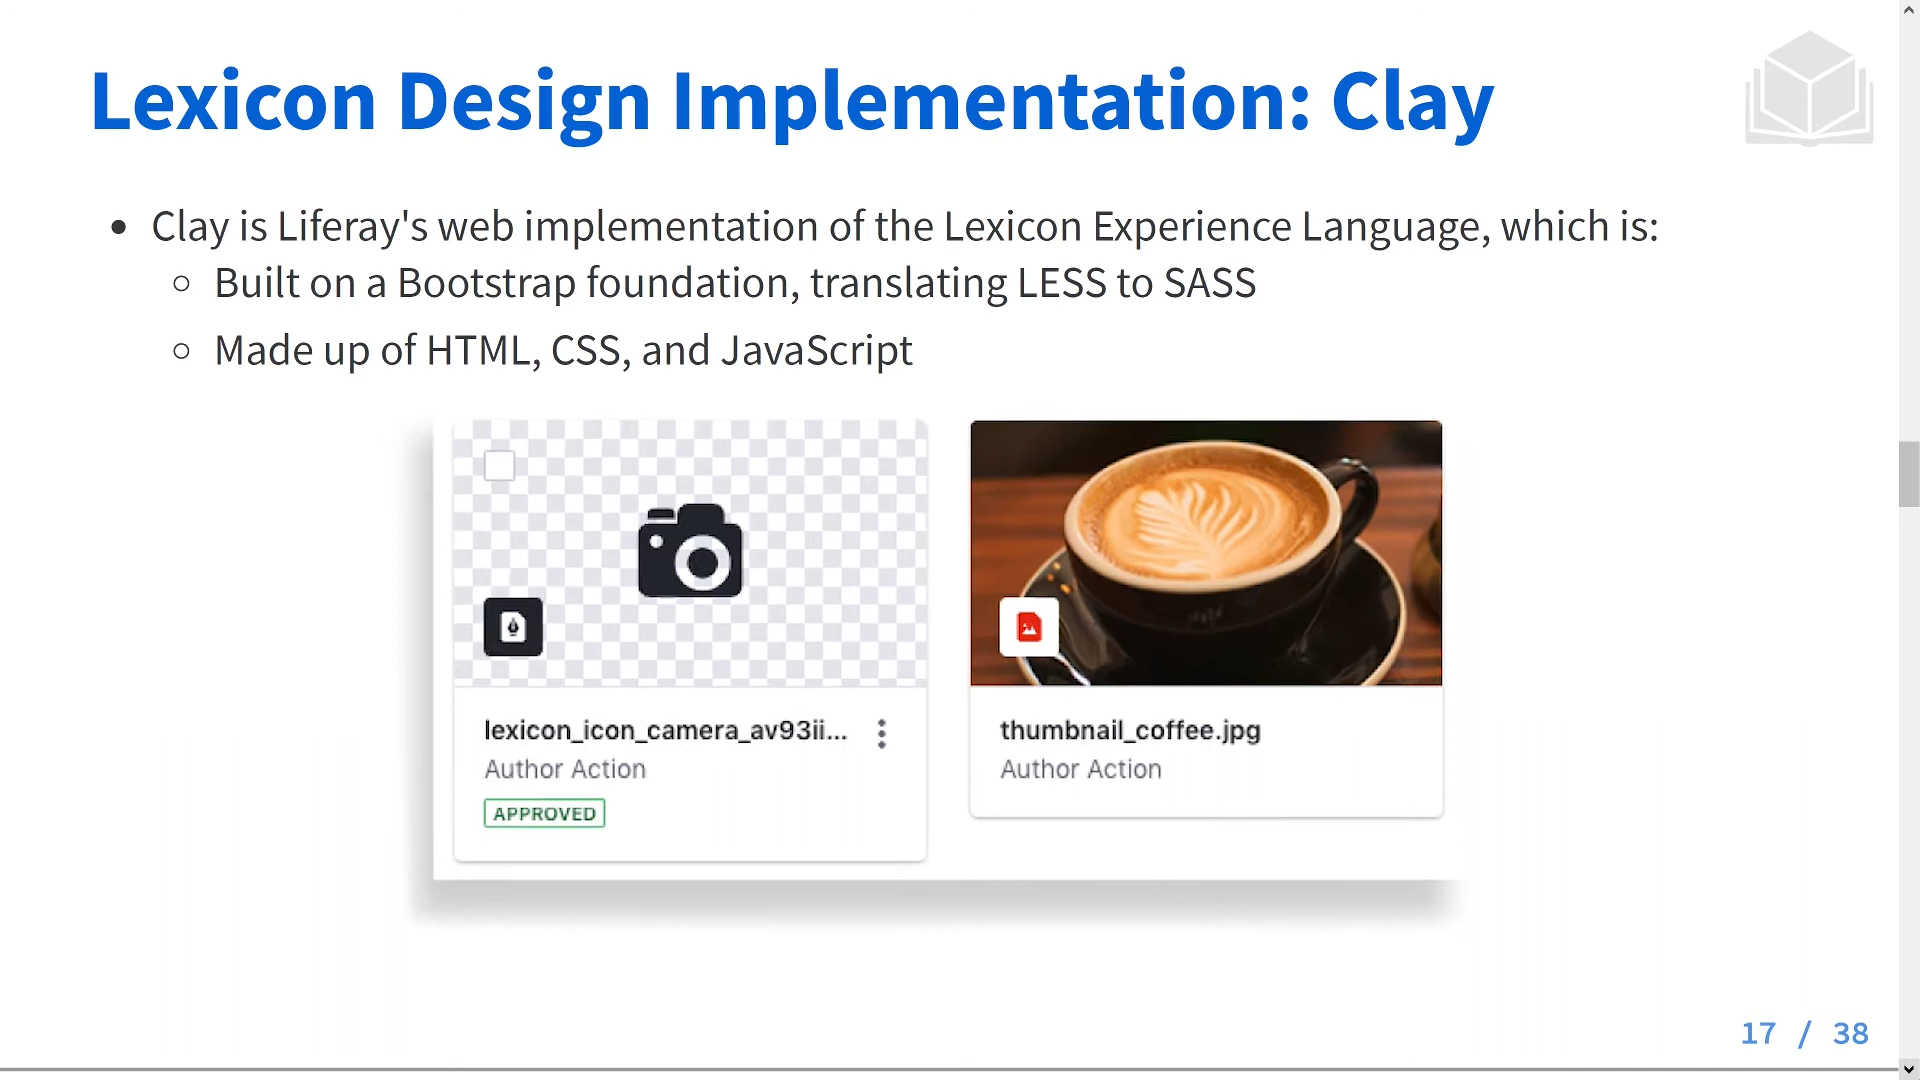 Lexicon Design Implementation: Clay
Clay is Liferay's web implementation of the Lexicon Experience Language, which is:
Built on a Bootstrap foundation, translating LESS to SASS
Made up of HTML, CSS, and JavaScript
lexicon_icon_camera_av93ii...
Author Action
APPROVED
thumbnail_coffee.jpg
Author Action
17 / 38